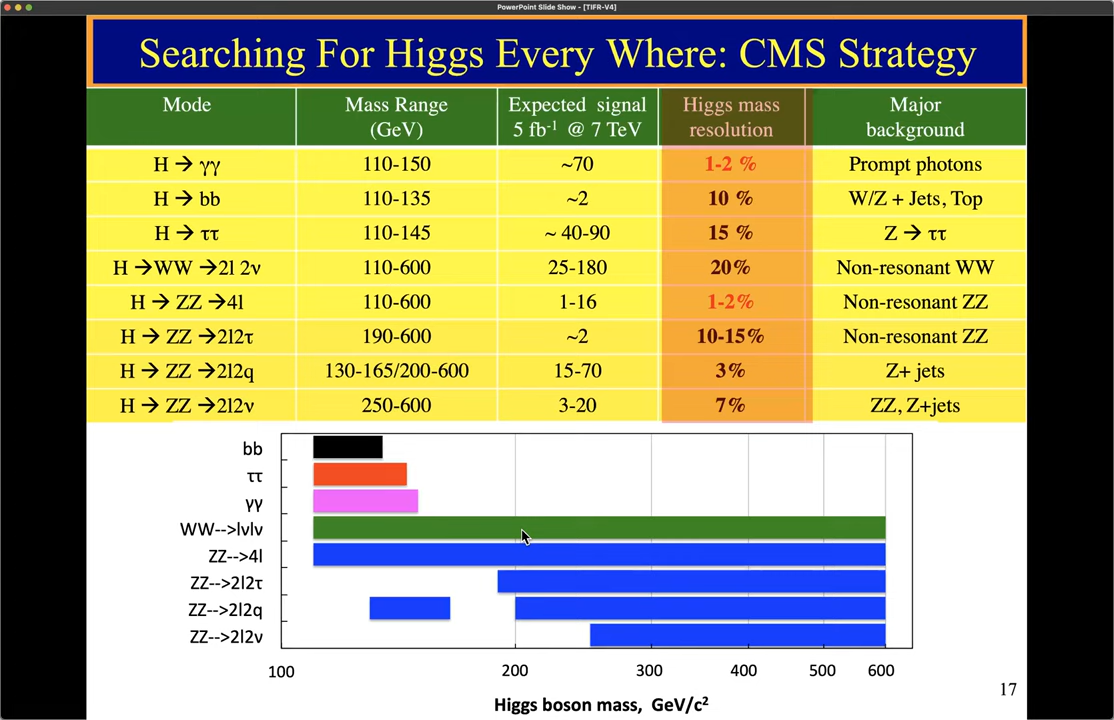 PowerPoint Slide Show - [TIFR-V4]
Searching For Higgs Every Where: CMS Strategy
Mode Mass Range (GeV) Expected signal 5 fb⁻¹ @ 7 TeV Higgs mass resolution Major background
H → γγ 110-150 ~70 1-2 % Prompt photons
H → bb 110-135 ~2 10 % W/Z + Jets, Top
H → ττ 110-145 ~ 40-90 15 % Z → ττ
H →WW →2l 2ν 110-600 25-180 20% Non-resonant WW
H → ZZ →4l 110-600 1-16 1-2% Non-resonant ZZ
H → ZZ →2l2τ 190-600 ~2 10-15% Non-resonant ZZ
H → ZZ →2l2q 130-165/200-600 15-70 3% Z+ jets
H → ZZ →2l2ν 250-600 3-20 7% ZZ, Z+jets
bb
ττ
γγ
WW-->lνlν
ZZ-->4l
ZZ-->2l2τ
ZZ-->2l2q
ZZ-->2l2ν
100 200 300 400 500 600
Higgs boson mass, GeV/c²
17